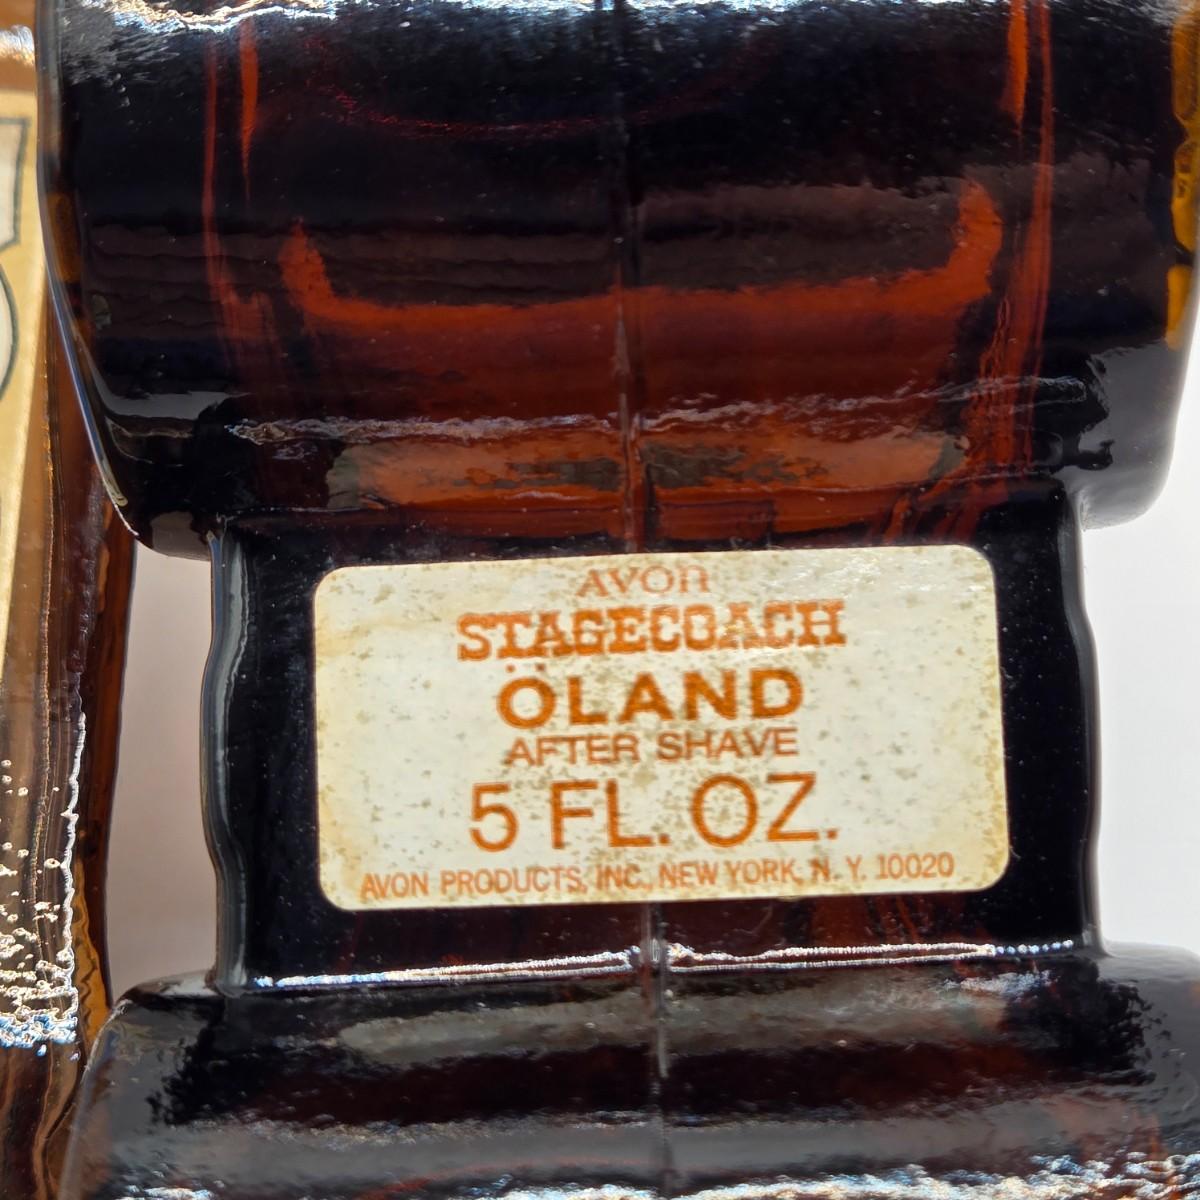 AVON
STAGECOACH
ÖLAND
AFTER SHAVE
5 FL. OZ.
AVON PRODUCTS, INC., NEW YORK, N. Y. 10020